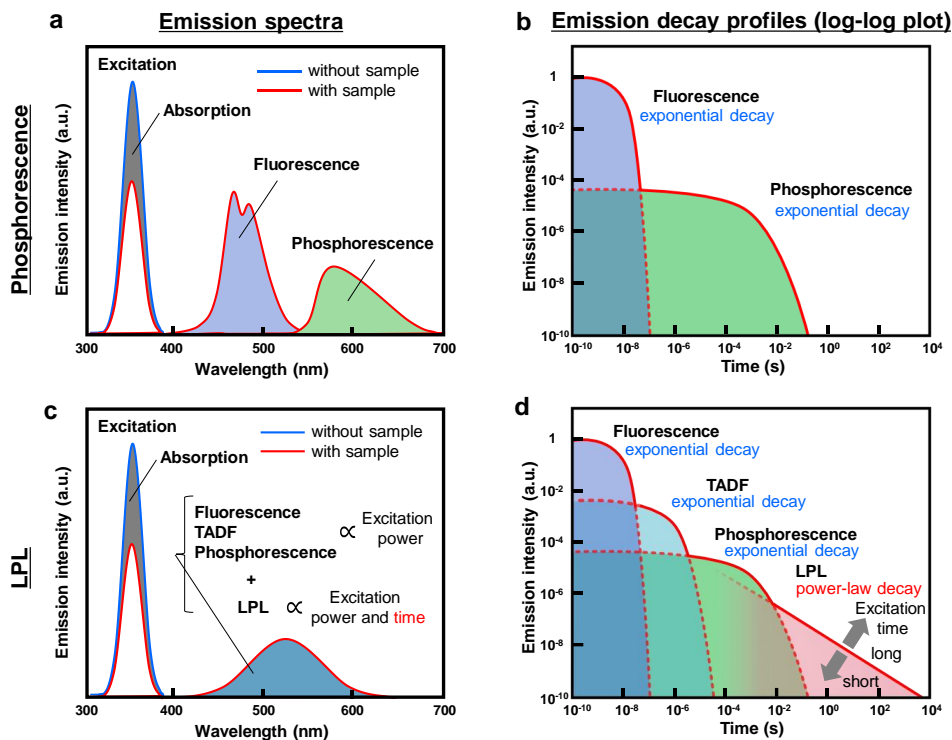 Emission spectra
Emission decay profiles (log-log plot)
Phosphorescence
a
Excitation
Absorption
without sample
with sample
Fluorescence
Phosphorescence
Emission intensity (a.u.)
300 400 500 600 700
Wavelength (nm)
b
Fluorescence
exponential decay
Phosphorescence
exponential decay
Emission intensity (a.u.)
1
10⁻²
10⁻⁴
10⁻⁶
10⁻⁸
10⁻¹⁰
10⁻¹⁰ 10⁻⁸ 10⁻⁶ 10⁻⁴ 10⁻² 10⁰ 10² 10⁴
Time (s)
LPL
c
Excitation
Absorption
without sample
with sample
Fluorescence
TADF
Phosphorescence
∝ Excitation
power
+
LPL ∝ Excitation
power and time
Emission intensity (a.u.)
300 400 500 600 700
Wavelength (nm)
d
Fluorescence
exponential decay
TADF
exponential decay
Phosphorescence
exponential decay
LPL
power-law decay
Excitation
time
long
short
Emission intensity (a.u.)
1
10⁻²
10⁻⁴
10⁻⁶
10⁻⁸
10⁻¹⁰
10⁻¹⁰ 10⁻⁸ 10⁻⁶ 10⁻⁴ 10⁻² 10⁰ 10² 10⁴
Time (s)